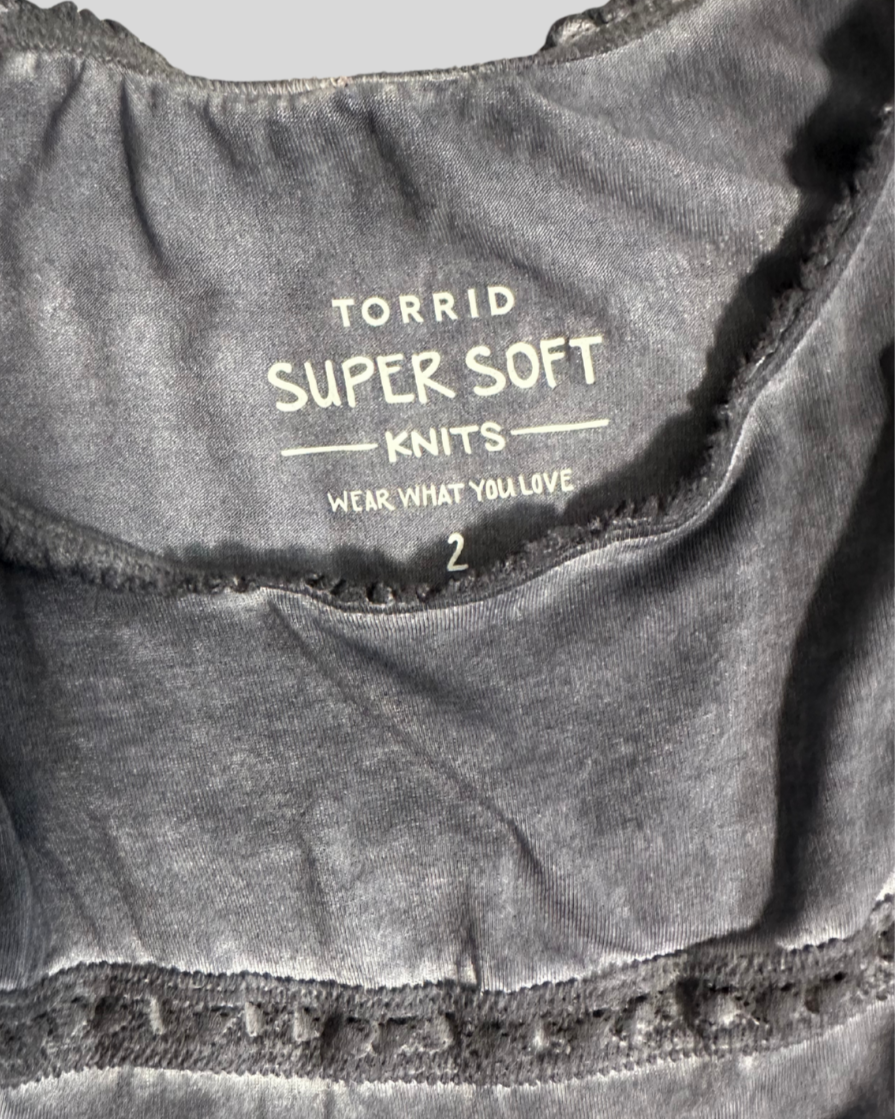 TORRID
SUPER SOFT
KNITS
WEAR WHAT YOU LOVE
2